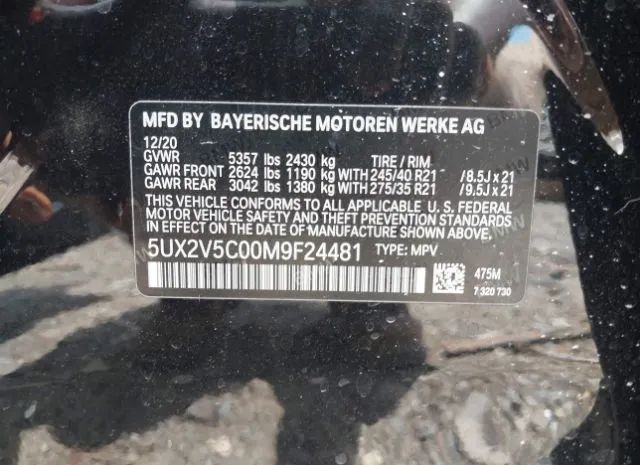 MFD BY BAYERISCHE MOTOREN WERKE AG
12/20
GVWR 5357 lbs 2430 kg TIRE / RIM
GAWR FRONT 2624 lbs 1190 kg WITH 245/40 R21 /8.5J x 21
GAWR REAR 3042 lbs 1380 kg WITH 275/35 R21 /9.5J x 21
THIS VEHICLE CONFORMS TO ALL APPLICABLE U. S. FEDERAL
MOTOR VEHICLE SAFETY AND THEFT PREVENTION STANDARDS
IN EFFECT ON THE DATE OF MANUFACTURE SHOWN ABOVE.
5UX2V5C00M9F24481 TYPE: MPV
475M
7 320 730